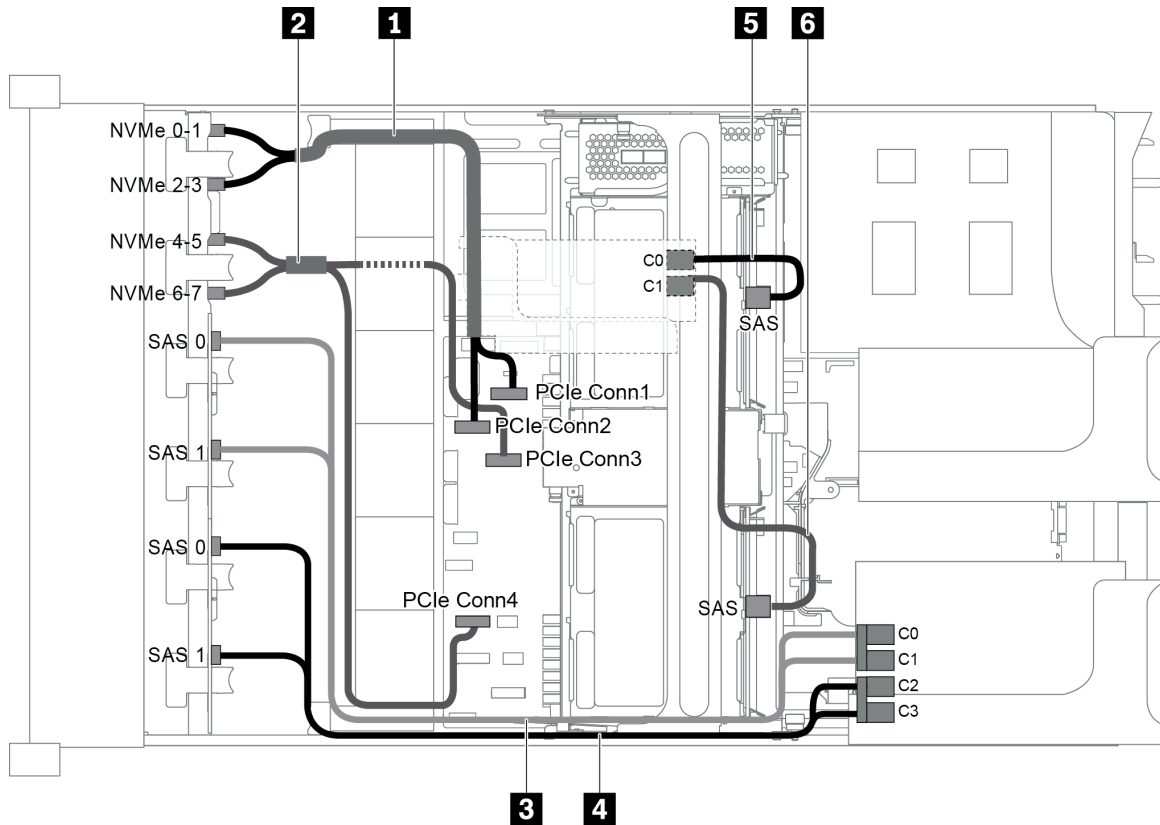 2
1
5
6
NVMe 0-1
NVMe 2-3
NVMe 4-5
NVMe 6-7
C0
C1
SAS
SAS 0
PCIe Conn1
PCIe Conn2
SAS 1
PCIe Conn3
SAS 0
PCIe Conn4
SAS
SAS 1
C0
C1
C2
C3
3
4